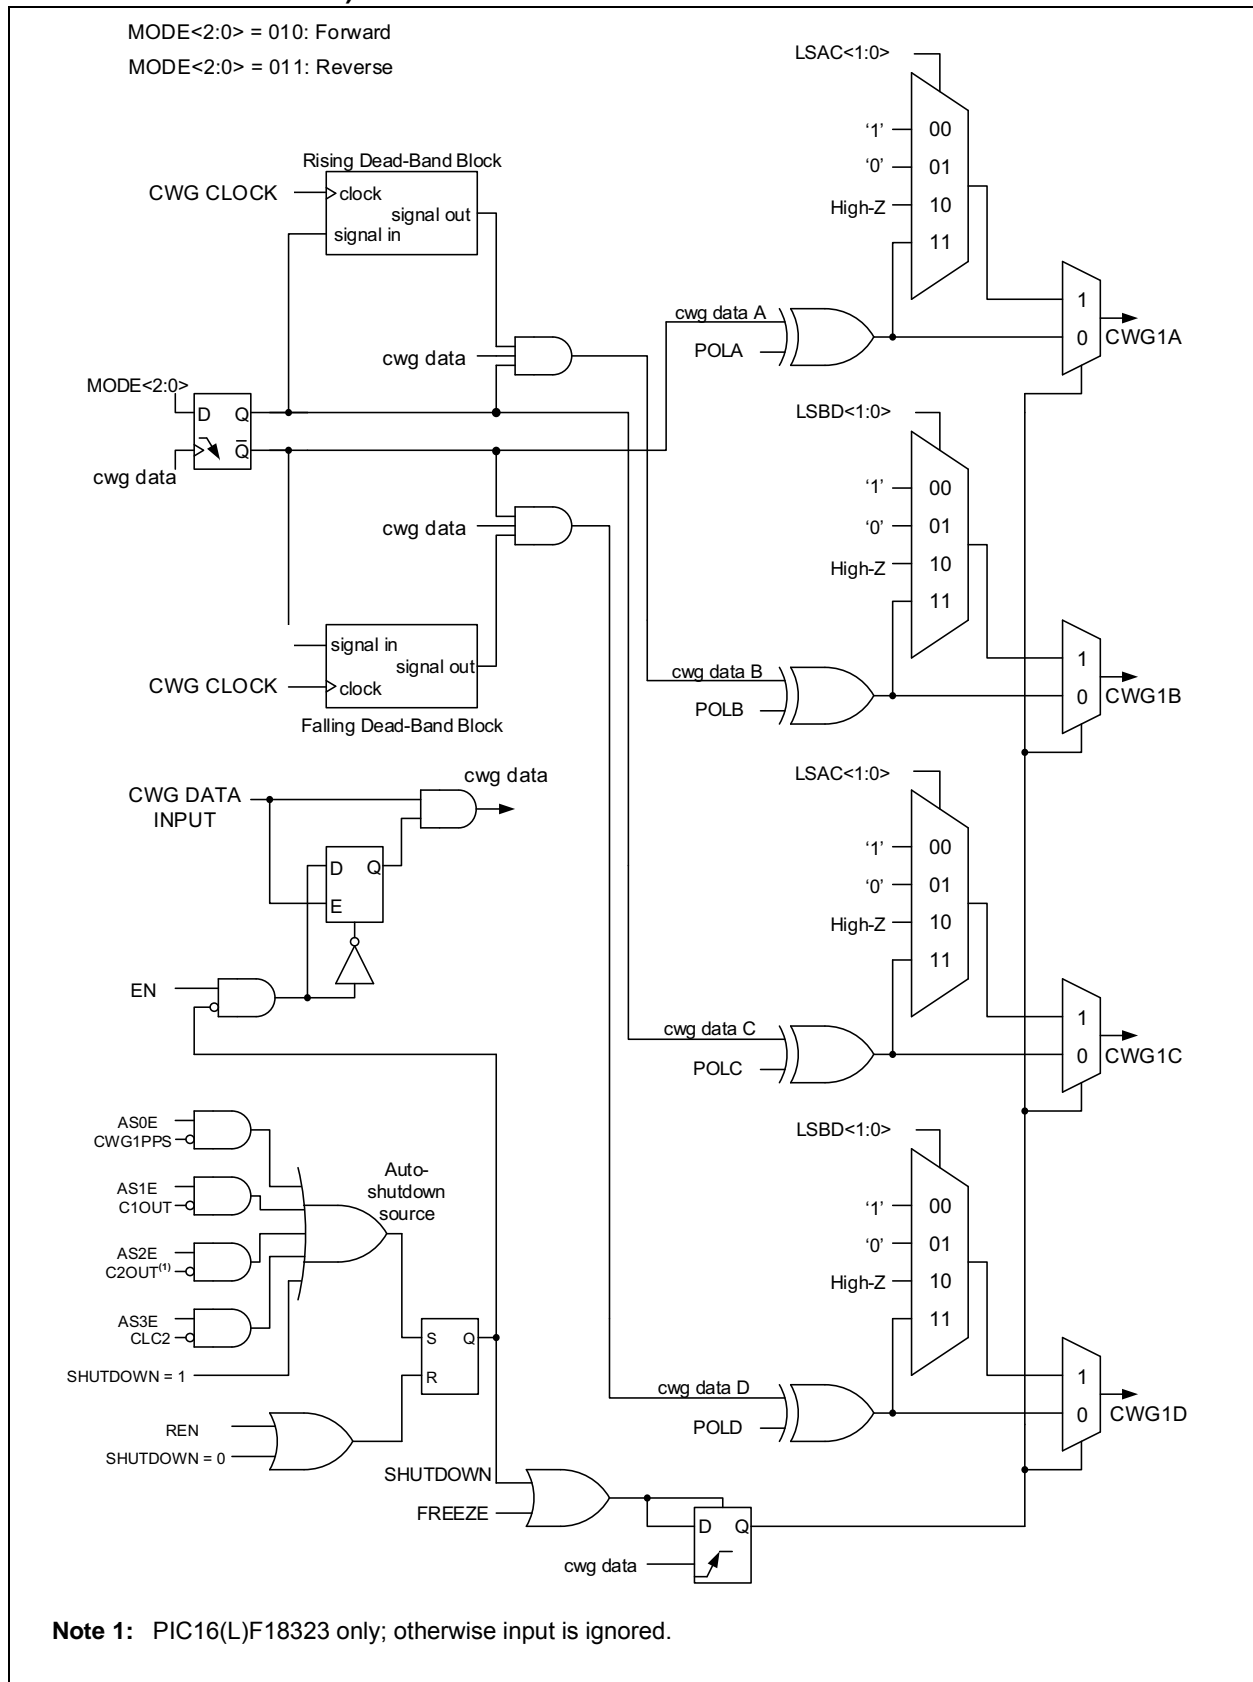 MODE<2:0> = 010: Forward
MODE<2:0> = 011: Reverse
Rising Dead-Band Block
CWG CLOCK
clock
signal out
signal in
cwg data
MODE<2:0>
D Q
Q̅
cwg data
cwg data
signal in
signal out
CWG CLOCK
clock
Falling Dead-Band Block
CWG DATA
INPUT
cwg data
D Q
E
EN
AS0E
CWG1PPS
AS1E
C1OUT
AS2E
C2OUT(1)
AS3E
CLC2
SHUTDOWN = 1
Auto-
shutdown
source
S Q
R
REN
SHUTDOWN = 0
SHUTDOWN
FREEZE
D Q
cwg data
LSAC<1:0>
‘1’ 00
‘0’ 01
High-Z 10
11
cwg data A
POLA
1
0
CWG1A
LSBD<1:0>
‘1’ 00
‘0’ 01
High-Z 10
11
cwg data B
POLB
1
0
CWG1B
LSAC<1:0>
‘1’ 00
‘0’ 01
High-Z 10
11
cwg data C
POLC
1
0
CWG1C
LSBD<1:0>
‘1’ 00
‘0’ 01
High-Z 10
11
cwg data D
POLD
1
0
CWG1D
Note 1: PIC16(L)F18323 only; otherwise input is ignored.